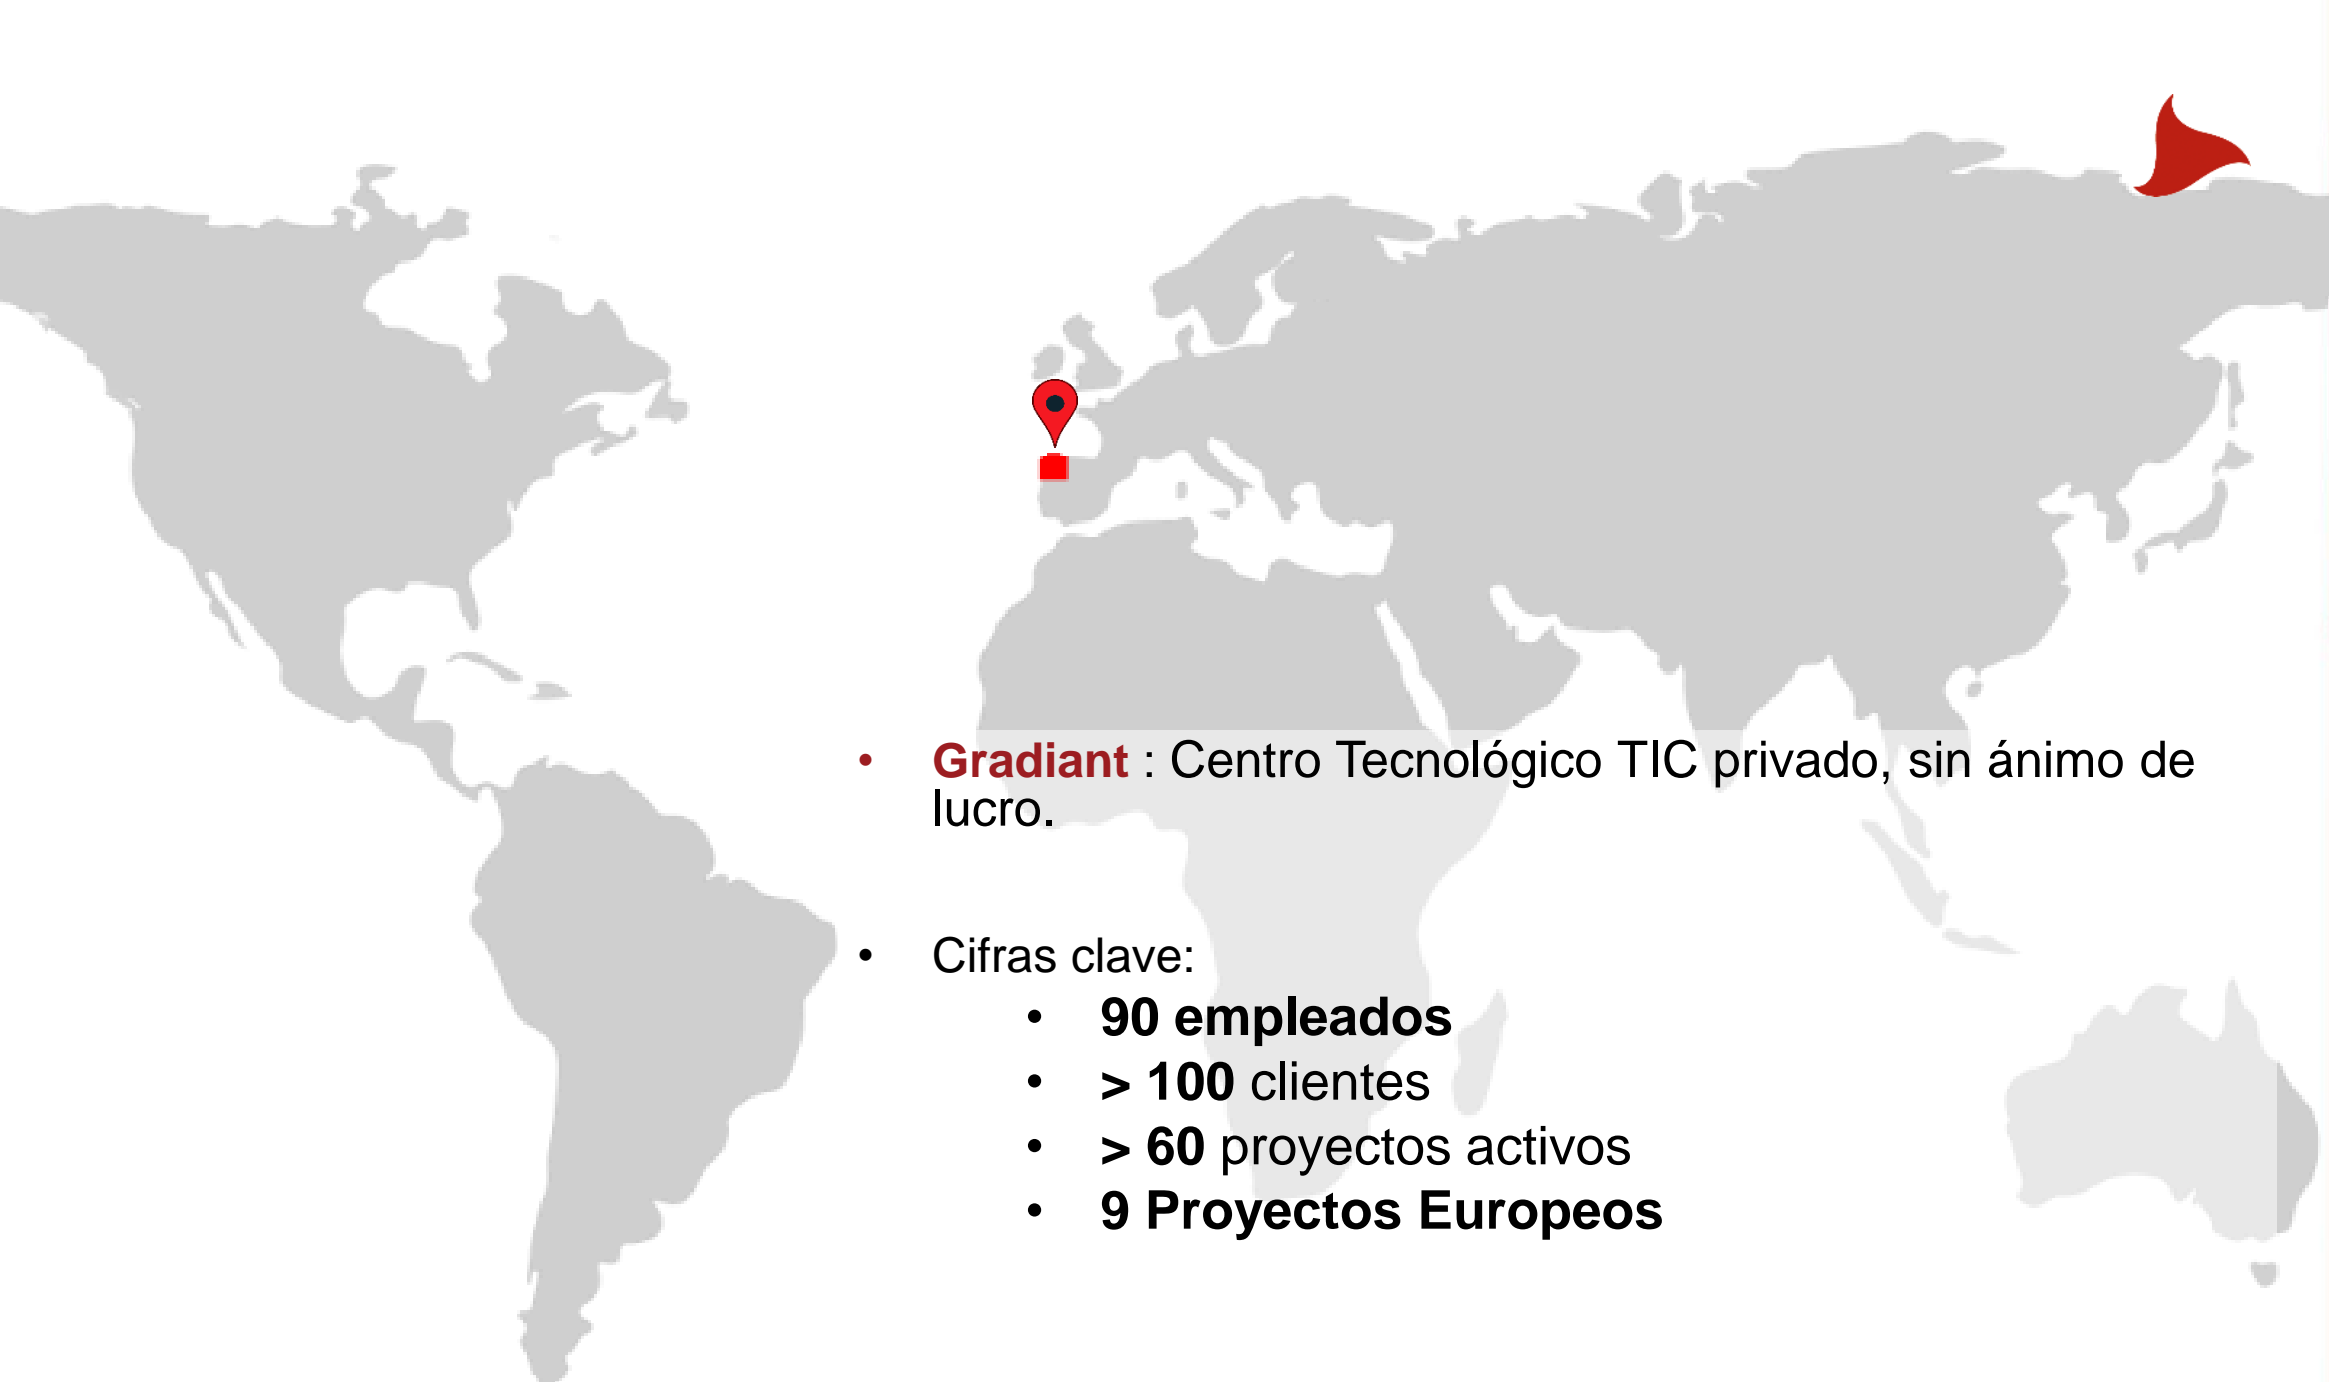 • Gradiant : Centro Tecnológico TIC privado, sin ánimo de
lucro.
• Cifras clave:
• 90 empleados
• > 100 clientes
• > 60 proyectos activos
• 9 Proyectos Europeos